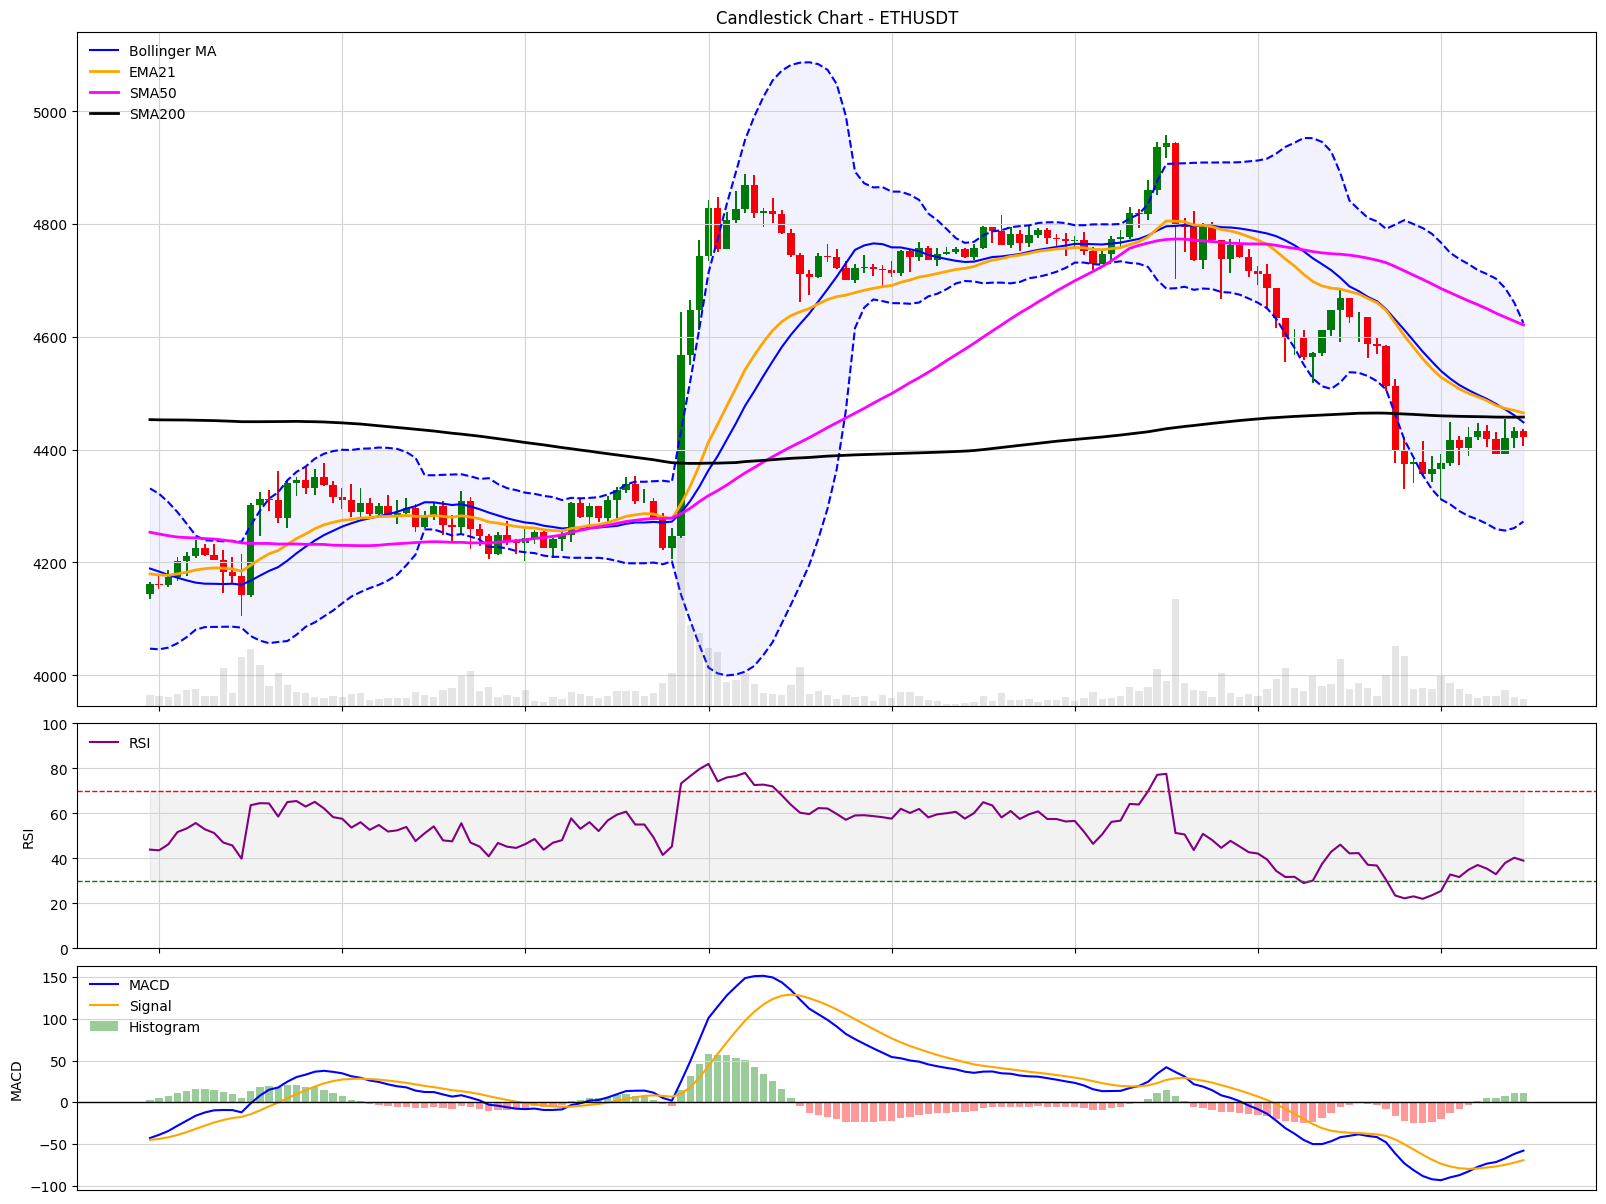 Candlestick Chart - ETHUSDT
Bollinger MA
EMA21
SMA50
SMA200
5000
4800
4600
4400
4200
4000
100
80
60
40
20
0
RSI
RSI
150
100
50
0
−50
−100
MACD
MACD
Signal
Histogram